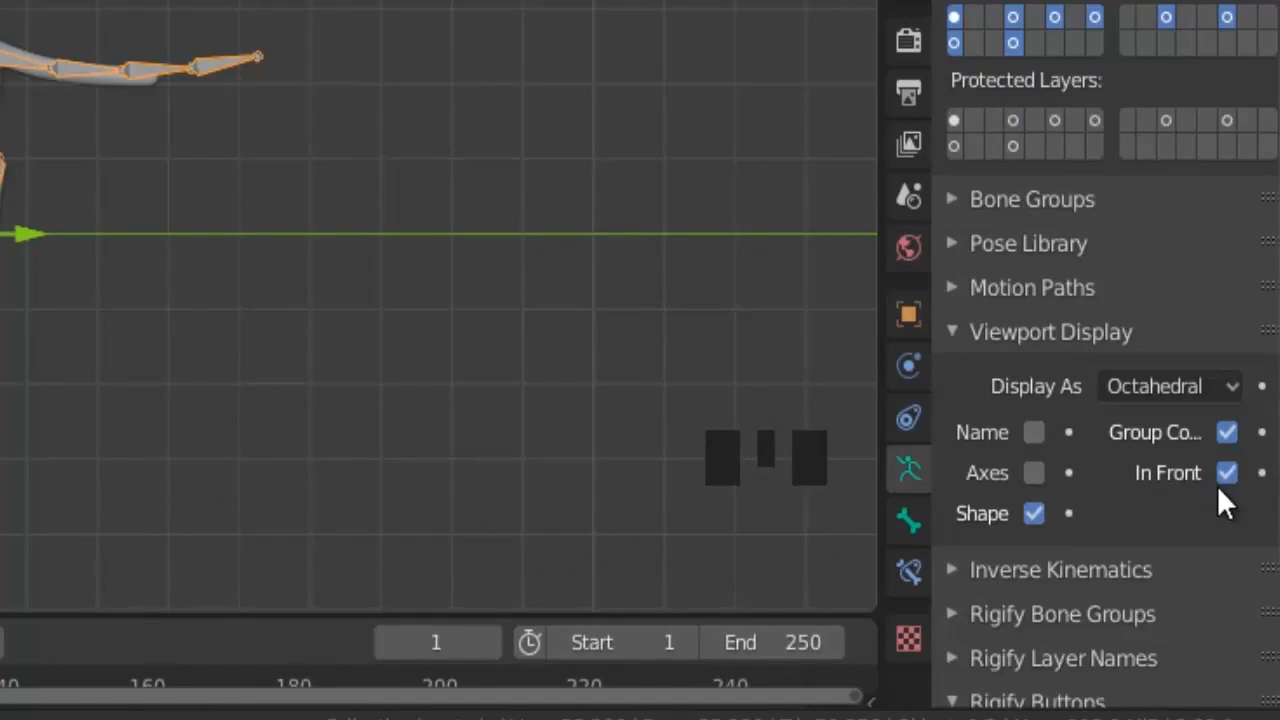 Protected Layers:
Bone Groups
Pose Library
Motion Paths
Viewport Display
Display As Octahedral
Name Group Co...
Axes In Front
Shape
Inverse Kinematics
Rigify Bone Groups
1 Start 1 End 250
Rigify Layer Names
160 180 200 220 240
Rigify Buttons